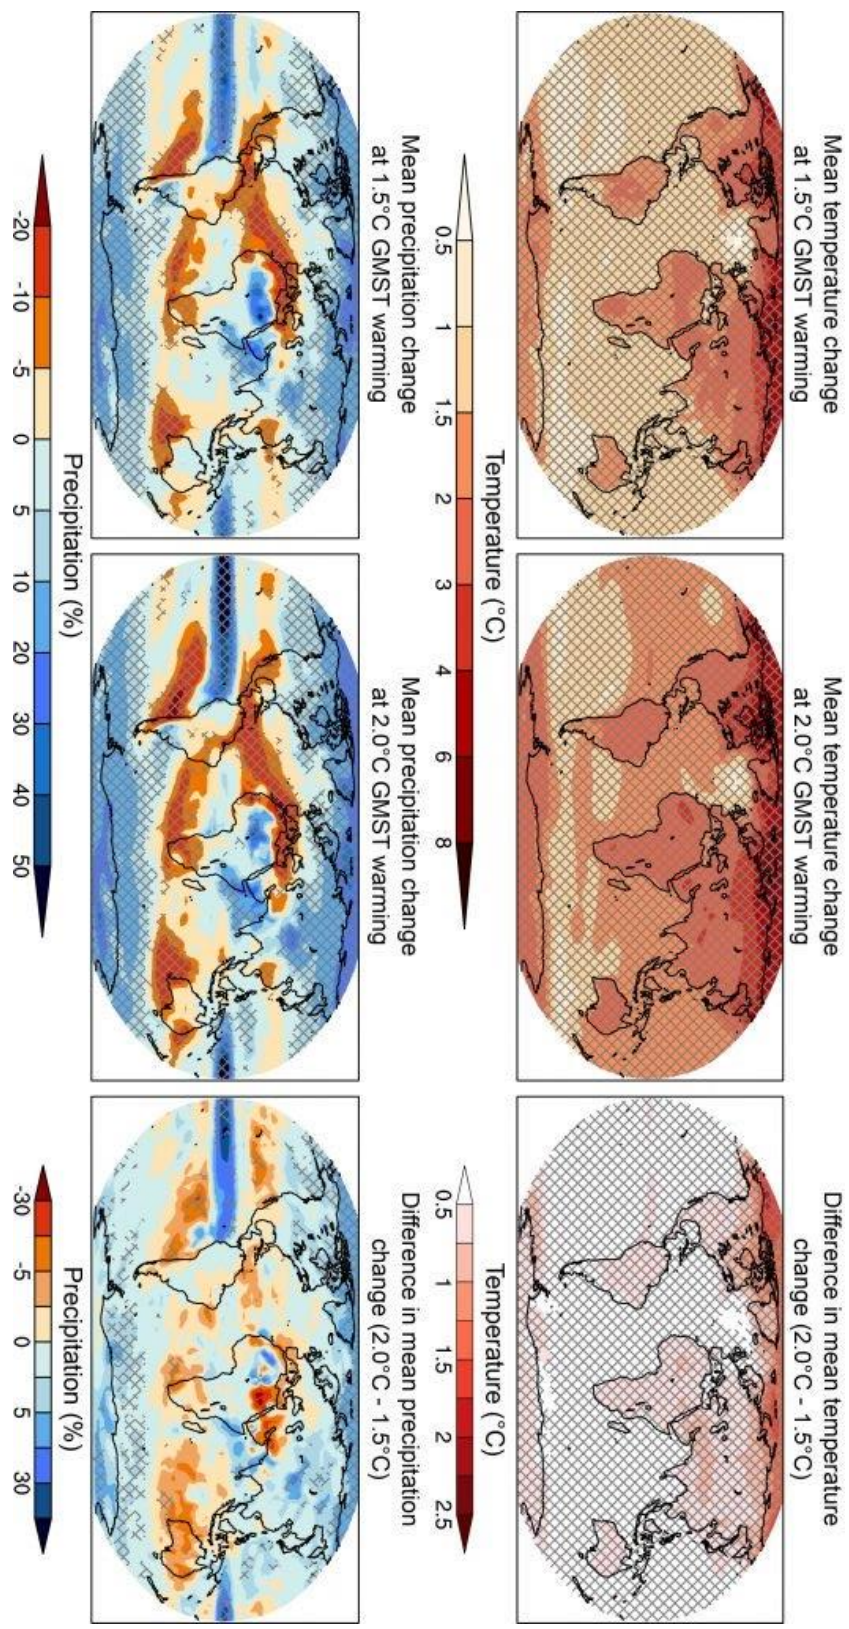 Mean temperature change
at 1.5°C GMST warming
Mean temperature change
at 2.0°C GMST warming
Difference in mean temperature
change (2.0°C - 1.5°C)
0.5 1 1.5 2 3 4 6 8
Temperature (°C)
0.5 1 1.5 2 2.5
Temperature (°C)
Mean precipitation change
at 1.5°C GMST warming
Mean precipitation change
at 2.0°C GMST warming
Difference in mean precipitation
change (2.0°C - 1.5°C)
-20 -10 -5 0 5 10 20 30 40 50
Precipitation (%)
-30 -5 0 5 30
Precipitation (%)